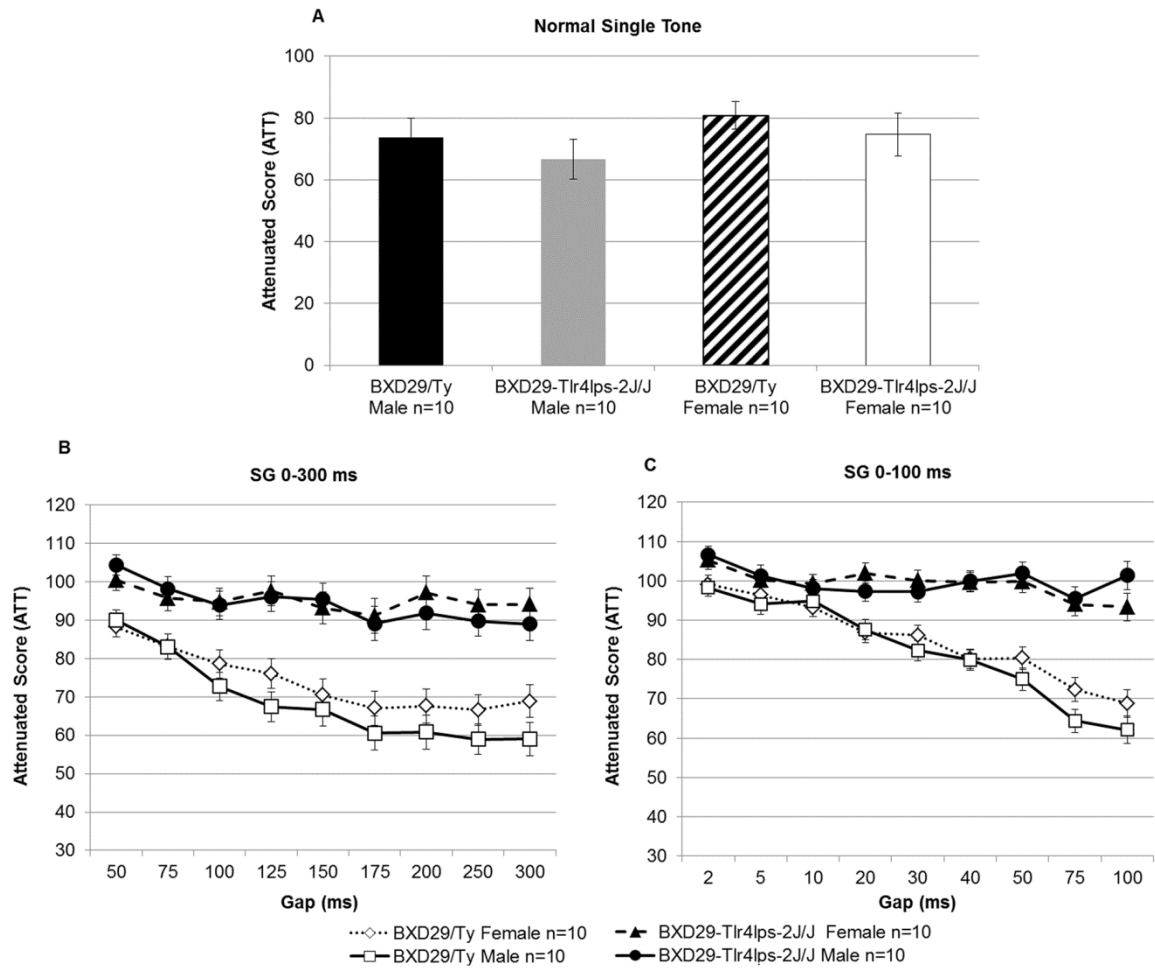 A
Normal Single Tone
Attenuated Score (ATT)
100
80
60
40
20
0
BXD29/Ty
Male n=10
BXD29-Tlr4lps-2J/J
Male n=10
BXD29/Ty
Female n=10
BXD29-Tlr4lps-2J/J
Female n=10
B
SG 0-300 ms
Attenuated Score (ATT)
120
110
100
90
80
70
60
50
40
30
50 75 100 125 150 175 200 250 300
Gap (ms)
C
SG 0-100 ms
Attenuated Score (ATT)
120
110
100
90
80
70
60
50
40
30
2 5 10 20 30 40 50 75 100
Gap (ms)
BXD29/Ty Female n=10
BXD29-Tlr4lps-2J/J Female n=10
BXD29/Ty Male n=10
BXD29-Tlr4lps-2J/J Male n=10